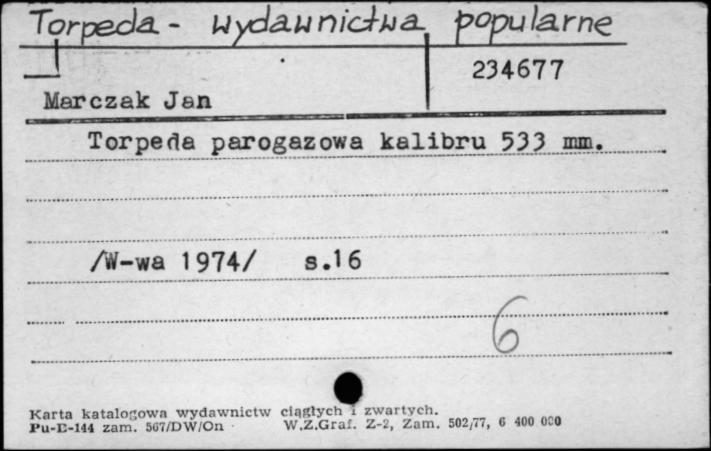 Torpeda - wydawnictwa popularne
234677
Marczak Jan
Torpeda parogazowa kalibru 533 mm.
/W-wa 1974/ s.16
6
Karta katalogowa wydawnictw ciągłych i zwartych.
Pu-E-144 zam. 567/DW/On W.Z.Graf. Z-2, Zam. 502/77, 6 400 000